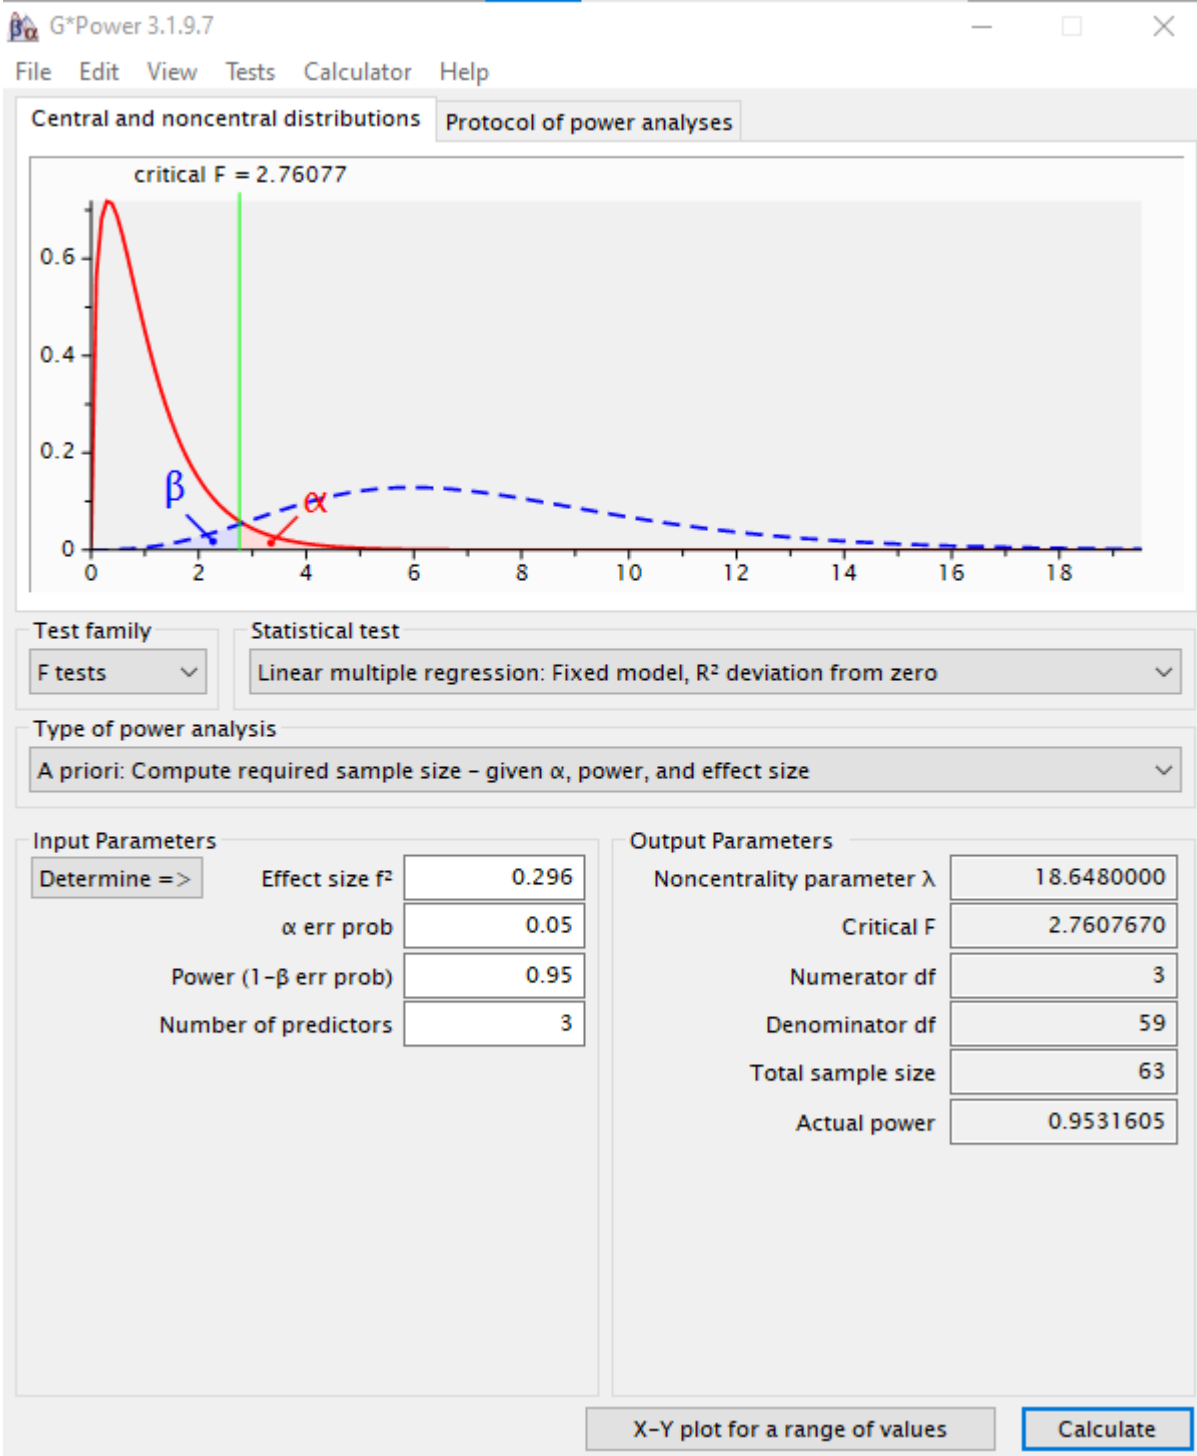 G*Power 3.1.9.7
File Edit View Tests Calculator Help
Central and noncentral distributions Protocol of power analyses
critical F = 2.76077
0.6
0.4
0.2
0
β
α
0 2 4 6 8 10 12 14 16 18
Test family Statistical test
F tests Linear multiple regression: Fixed model, R² deviation from zero
Type of power analysis
A priori: Compute required sample size – given α, power, and effect size
Input Parameters
Determine => Effect size f² 0.296
α err prob 0.05
Power (1-β err prob) 0.95
Number of predictors 3
Output Parameters
Noncentrality parameter λ 18.6480000
Critical F 2.7607670
Numerator df 3
Denominator df 59
Total sample size 63
Actual power 0.9531605
X-Y plot for a range of values Calculate